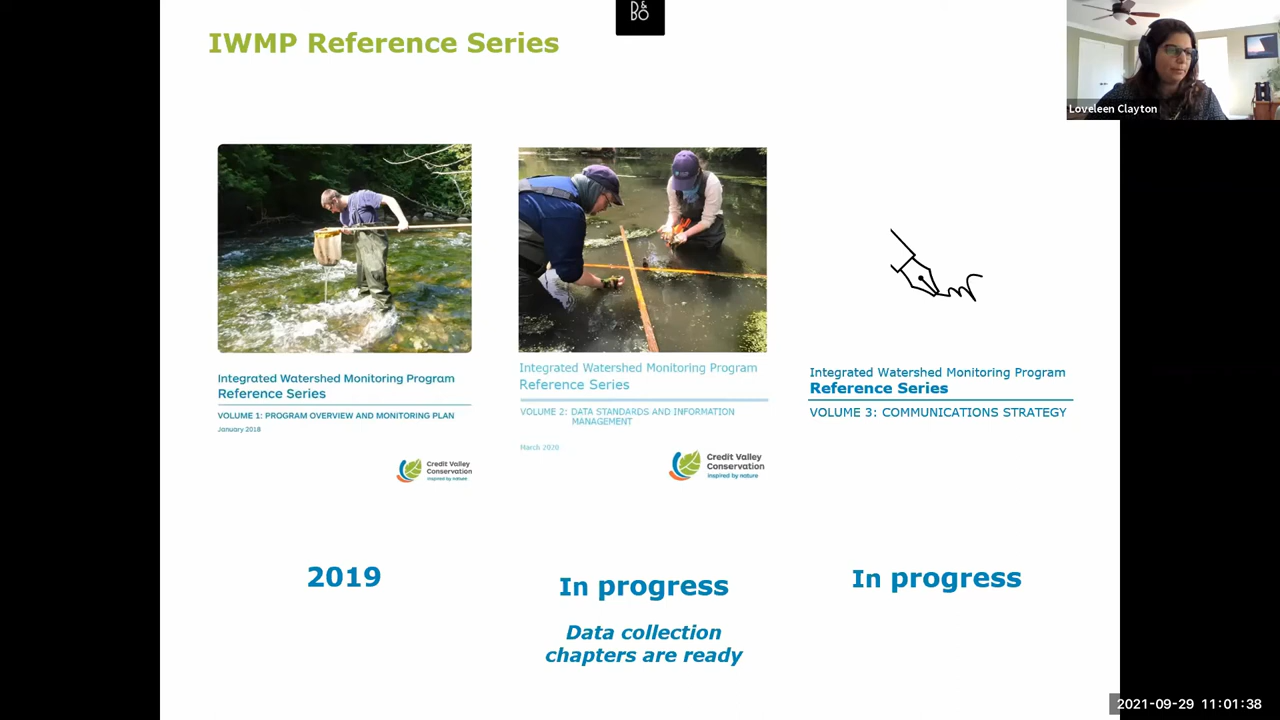 D&
BO
IWMP Reference Series
Loveleen Clayton
Integrated Watershed Monitoring Program
Reference Series
VOLUME 1: PROGRAM OVERVIEW AND MONITORING PLAN
January 2018
Credit Valley
Conservation
inspired by nature
Integrated Watershed Monitoring Program
Reference Series
VOLUME 2: DATA STANDARDS AND INFORMATION
MANAGEMENT
March 2020
Credit Valley
Conservation
inspired by nature
Integrated Watershed Monitoring Program
Reference Series
VOLUME 3: COMMUNICATIONS STRATEGY
2019
In progress
Data collection
chapters are ready
In progress
2021-09-29 11:01:38